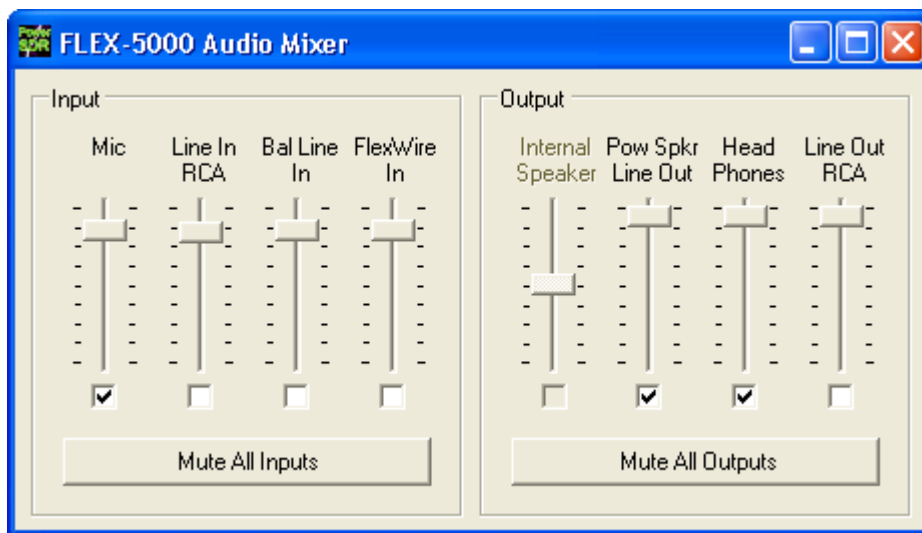 Power SDR
FLEX-5000 Audio Mixer
Input
Mic
Line In
RCA
Bal Line
In
FlexWire
In
Mute All Inputs
Output
Internal
Speaker
Pow Spkr
Line Out
Head
Phones
Line Out
RCA
Mute All Outputs